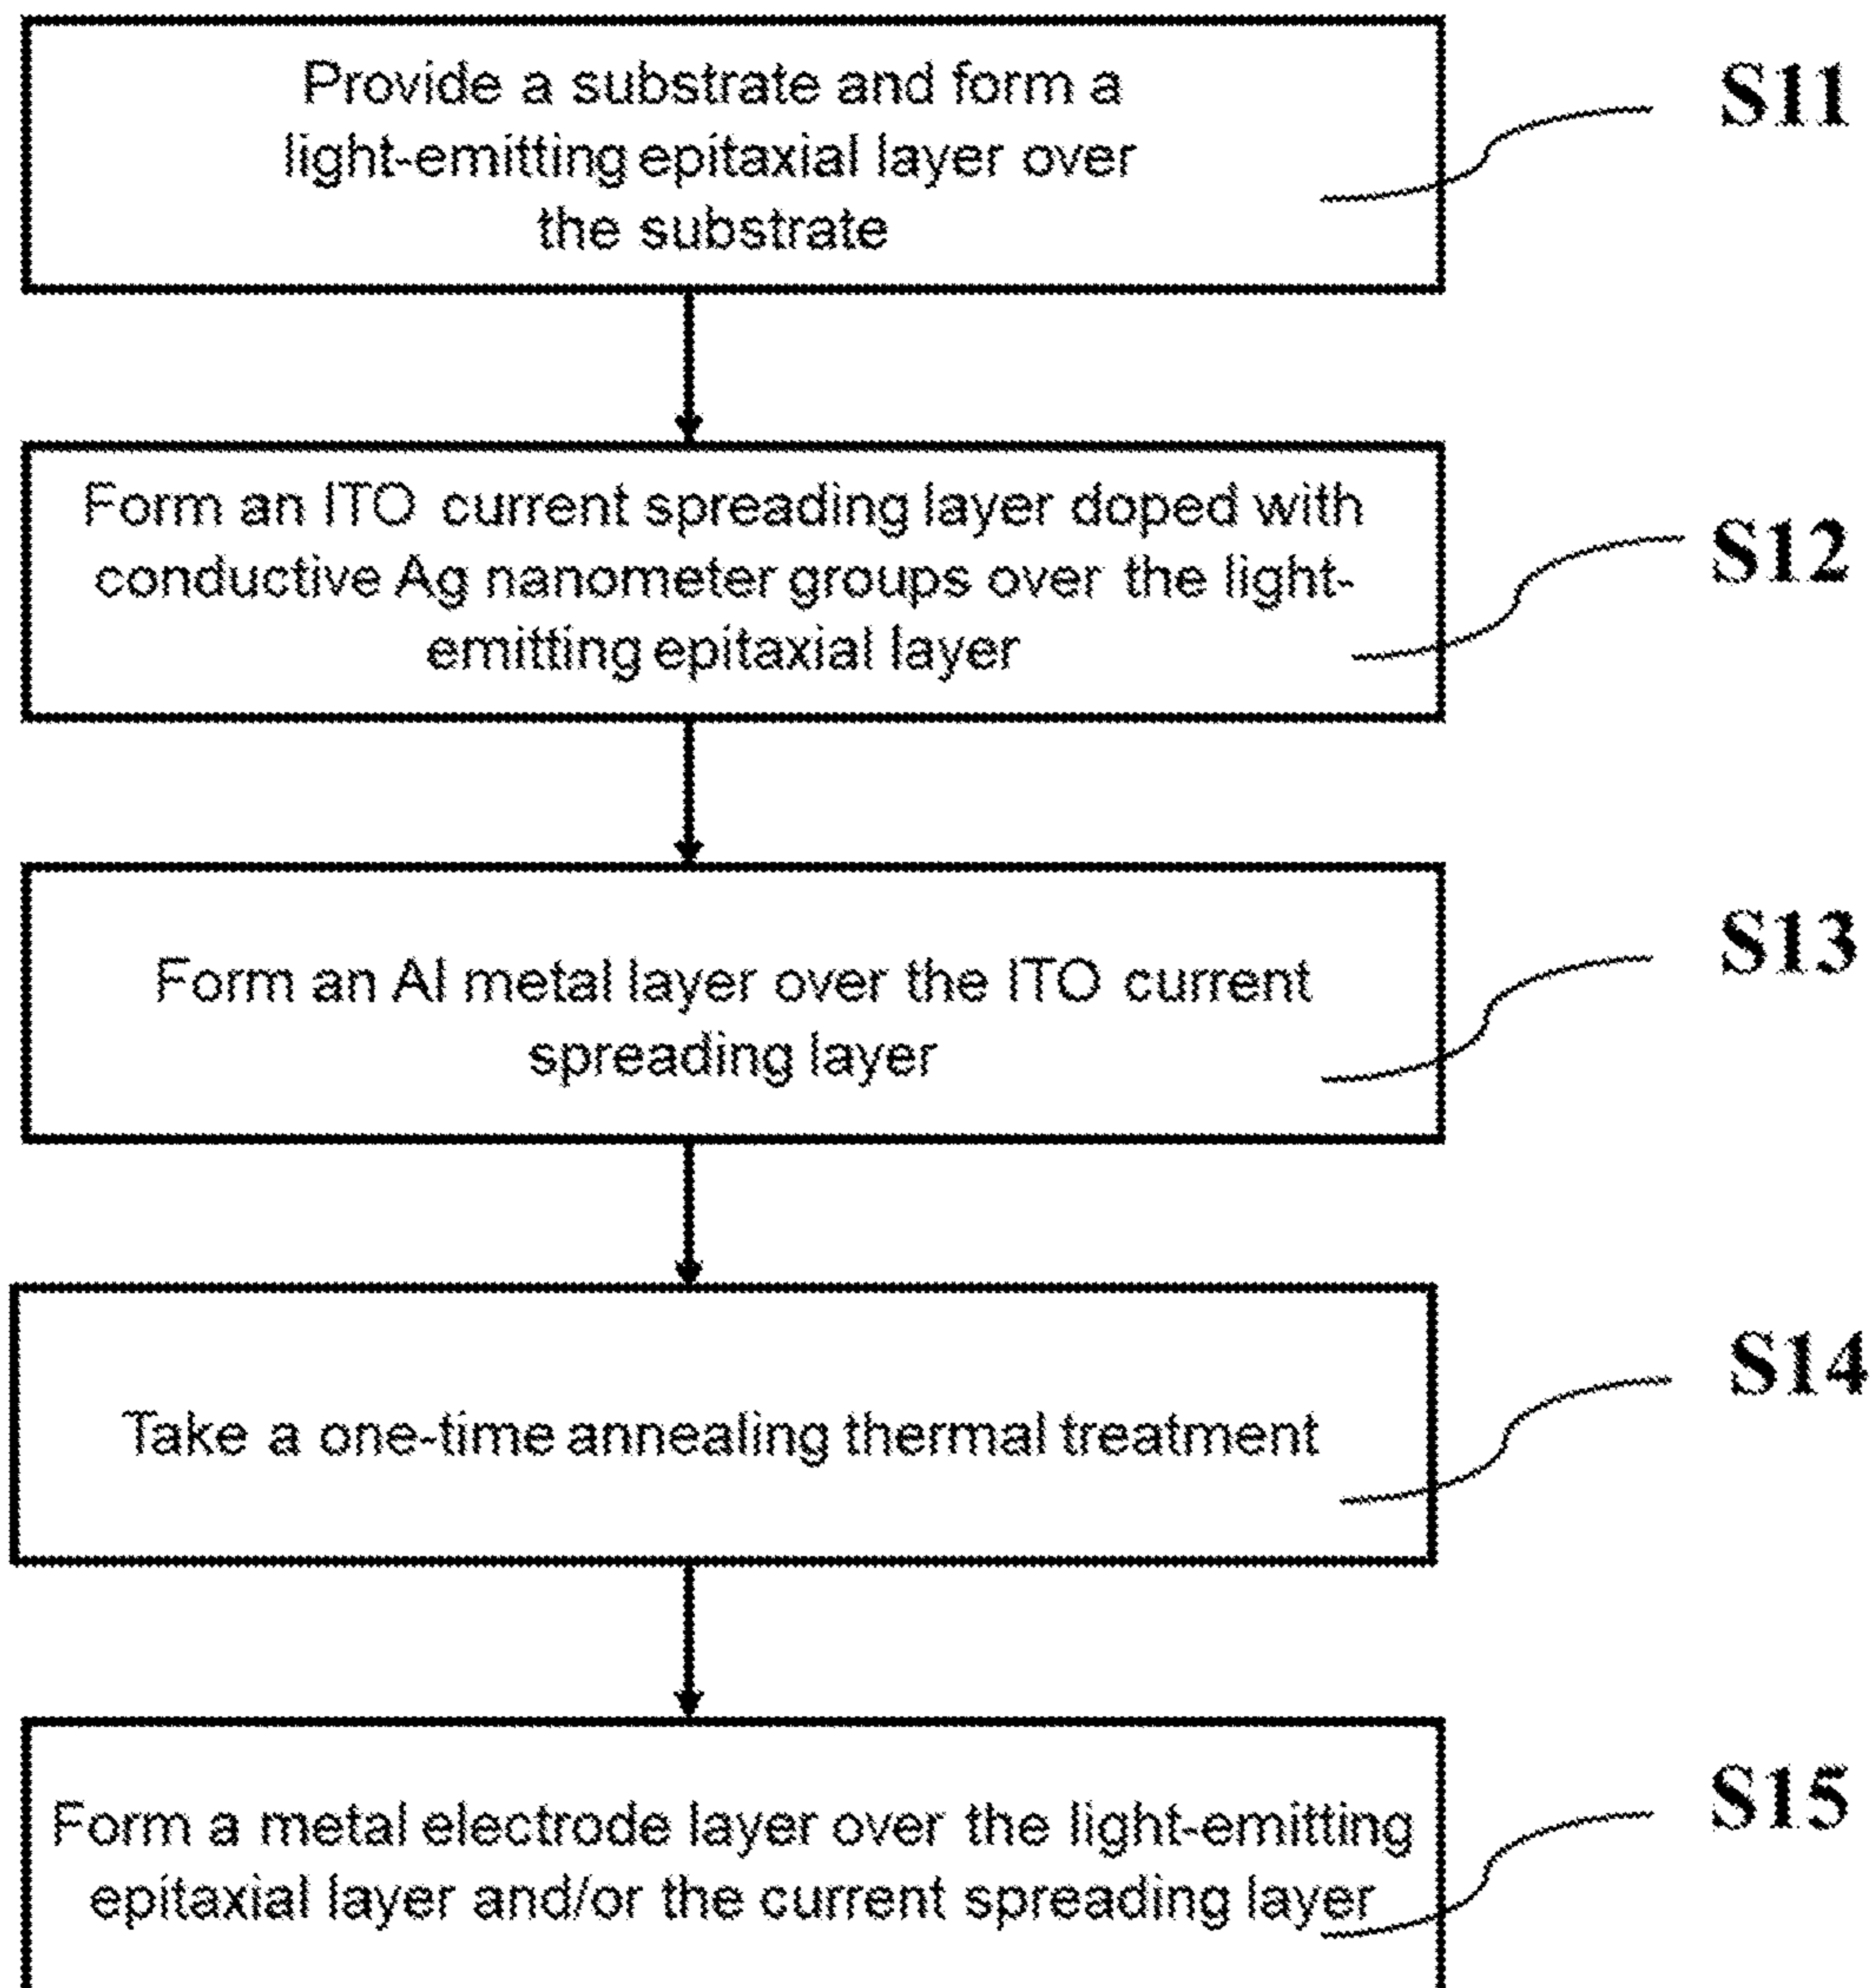 Provide a substrate and form a
light-emitting epitaxial layer over
the substrate
S11
Form an ITO current spreading layer doped with
conductive Ag nanometer groups over the light-
emitting epitaxial layer
S12
Form an Al metal layer over the ITO current
spreading layer
S13
Take a one-time annealing thermal treatment
S14
Form a metal electrode layer over the light-emitting
epitaxial layer and/or the current spreading layer
S15